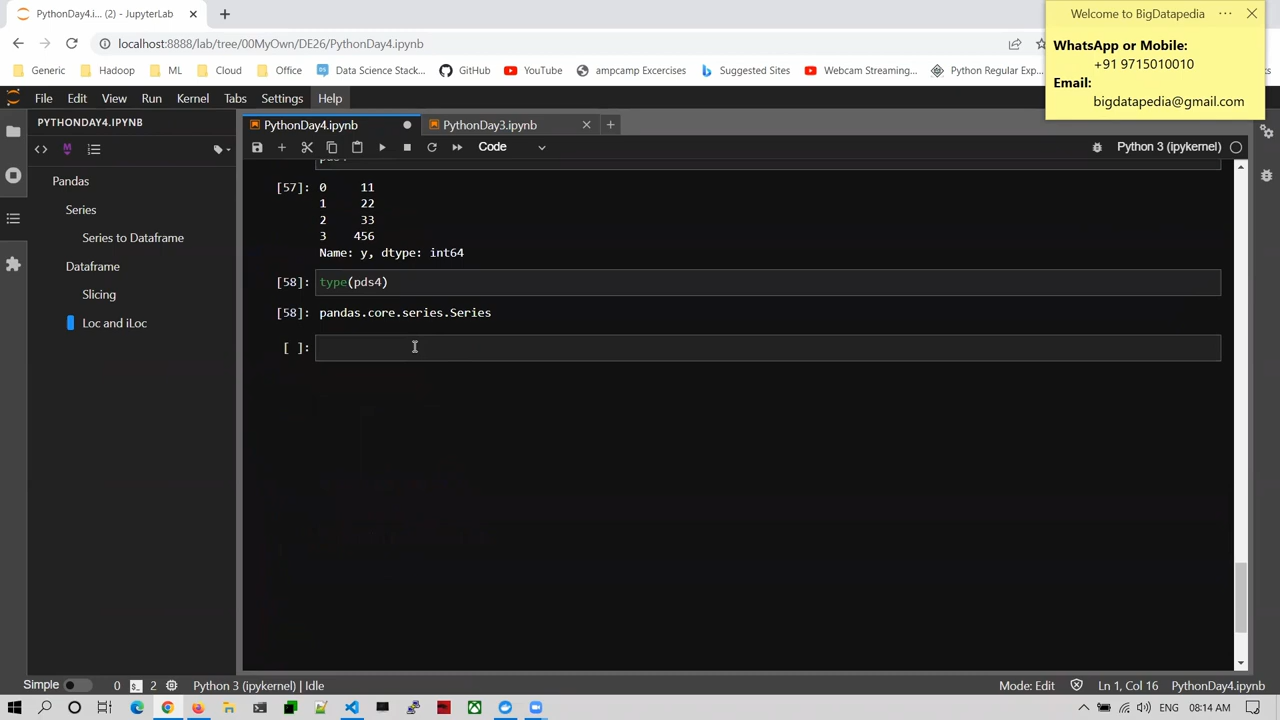 PythonDay4.i... (2) - JupyterLab
Welcome to BigDatapedia
localhost:8888/lab/tree/00MyOwn/DE26/PythonDay4.ipynb
WhatsApp or Mobile:
+91 9715010010
Email:
bigdatapedia@gmail.com
Generic
Hadoop
ML
Cloud
Office
Data Science Stack...
GitHub
YouTube
ampcamp Excercises
Suggested Sites
Webcam Streaming...
Python Regular Exp...
File Edit View Run Kernel Tabs Settings Help
PYTHONDAY4.IPYNB
PythonDay4.ipynb
PythonDay3.ipynb
Code
Python 3 (ipykernel)
Pandas
Series
Series to Dataframe
Dataframe
Slicing
Loc and iLoc
[57]: 0 11
1 22
2 33
3 456
Name: y, dtype: int64
[58]: type(pds4)
[58]: pandas.core.series.Series
[ ]:
Simple 0 2 Python 3 (ipykernel) | Idle
Mode: Edit Ln 1, Col 16 PythonDay4.ipynb
ENG 08:14 AM